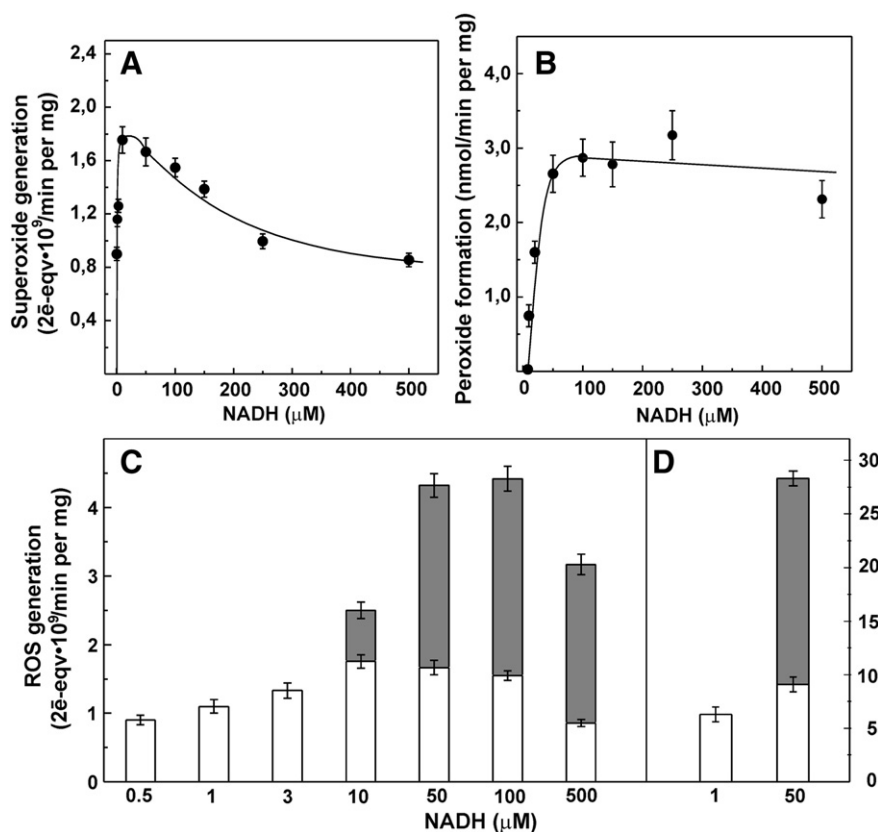 A
Superoxide generation
(2ē-eqv•10⁹/min per mg)
2,4
2,0
1,6
1,2
0,8
0,4
0 100 200 300 400 500
NADH (μM)
B
Peroxide formation (nmol/min per mg)
4,0
3,0
2,0
1,0
0 100 200 300 400 500
NADH (μM)
C
ROS generation
(2ē-eqv•10⁹/min per mg)
4
3
2
1
0
0.5 1 3 10 50 100 500
D
30
25
20
15
10
5
0
1 50
NADH (μM)